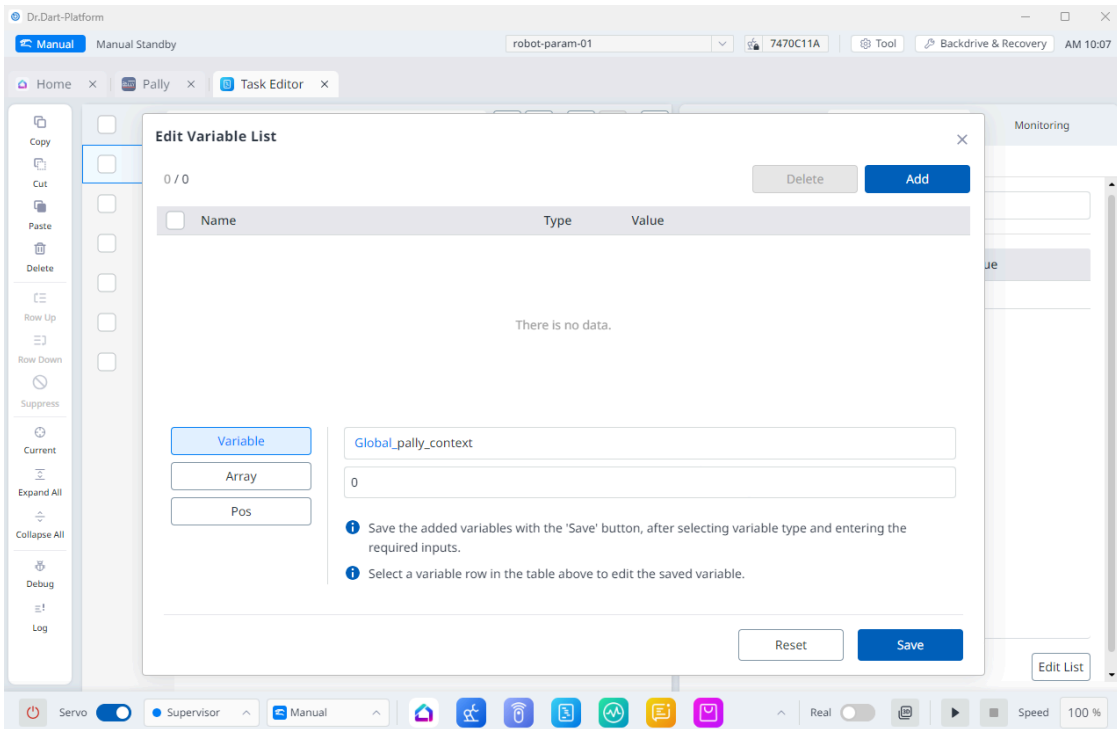 Dr.Dart-Platform
Manual
Manual Standby
robot-param-01
7470C11A
Tool
Backdrive & Recovery
AM 10:07
Home
Pally
Task Editor
Copy
Cut
Paste
Delete
Row Up
Row Down
Suppress
Current
Expand All
Collapse All
Debug
Log
Monitoring
Edit Variable List
0 / 0
Delete
Add
Name
Type
Value
ue
There is no data.
Variable
Array
Pos
Global_pally_context
0
Save the added variables with the 'Save' button, after selecting variable type and entering the
required inputs.
Select a variable row in the table above to edit the saved variable.
Reset
Save
Edit List
Servo
Supervisor
Manual
Real
3D
Speed
100 %